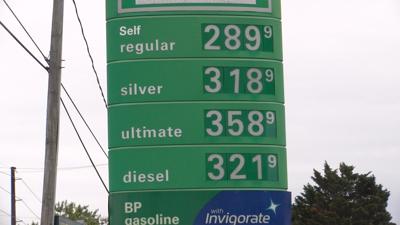 Self
regular 289 9
silver 318 9
ultimate 358 9
diesel 321 9
BP with
gasoline Invigorate